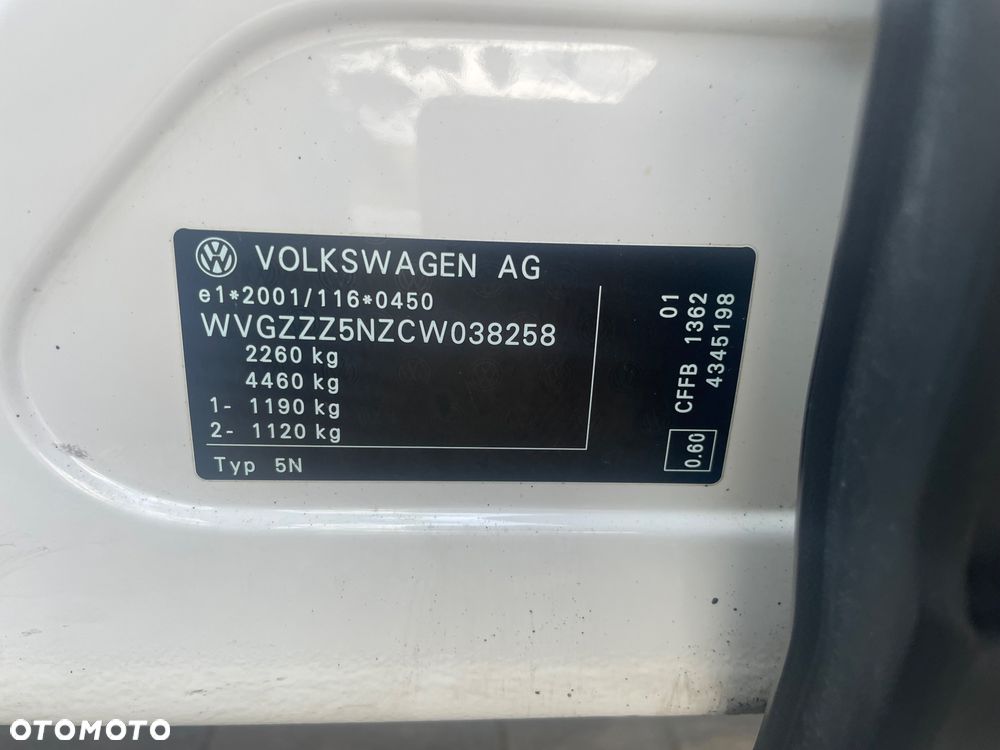 VOLKSWAGEN AG
e1*2001/116*0450
WVGZZZ5NZCW038258
2260 kg
4460 kg
1- 1190 kg
2- 1120 kg
Typ 5N
01
CFFB 1362
4345198
0.60
OTOMOTO